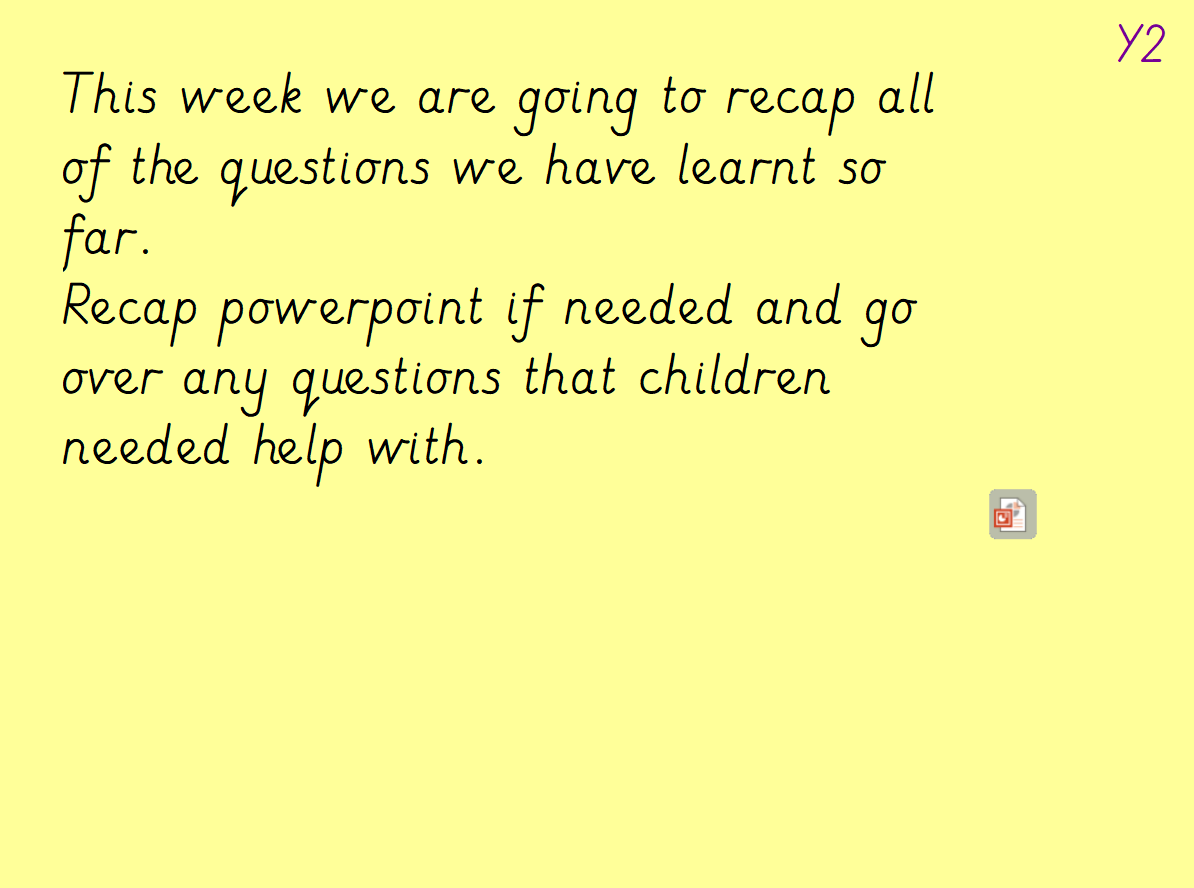 Y2
This week we are going to recap all
of the questions we have learnt so
far.
Recap powerpoint if needed and go
over any questions that children
needed help with.